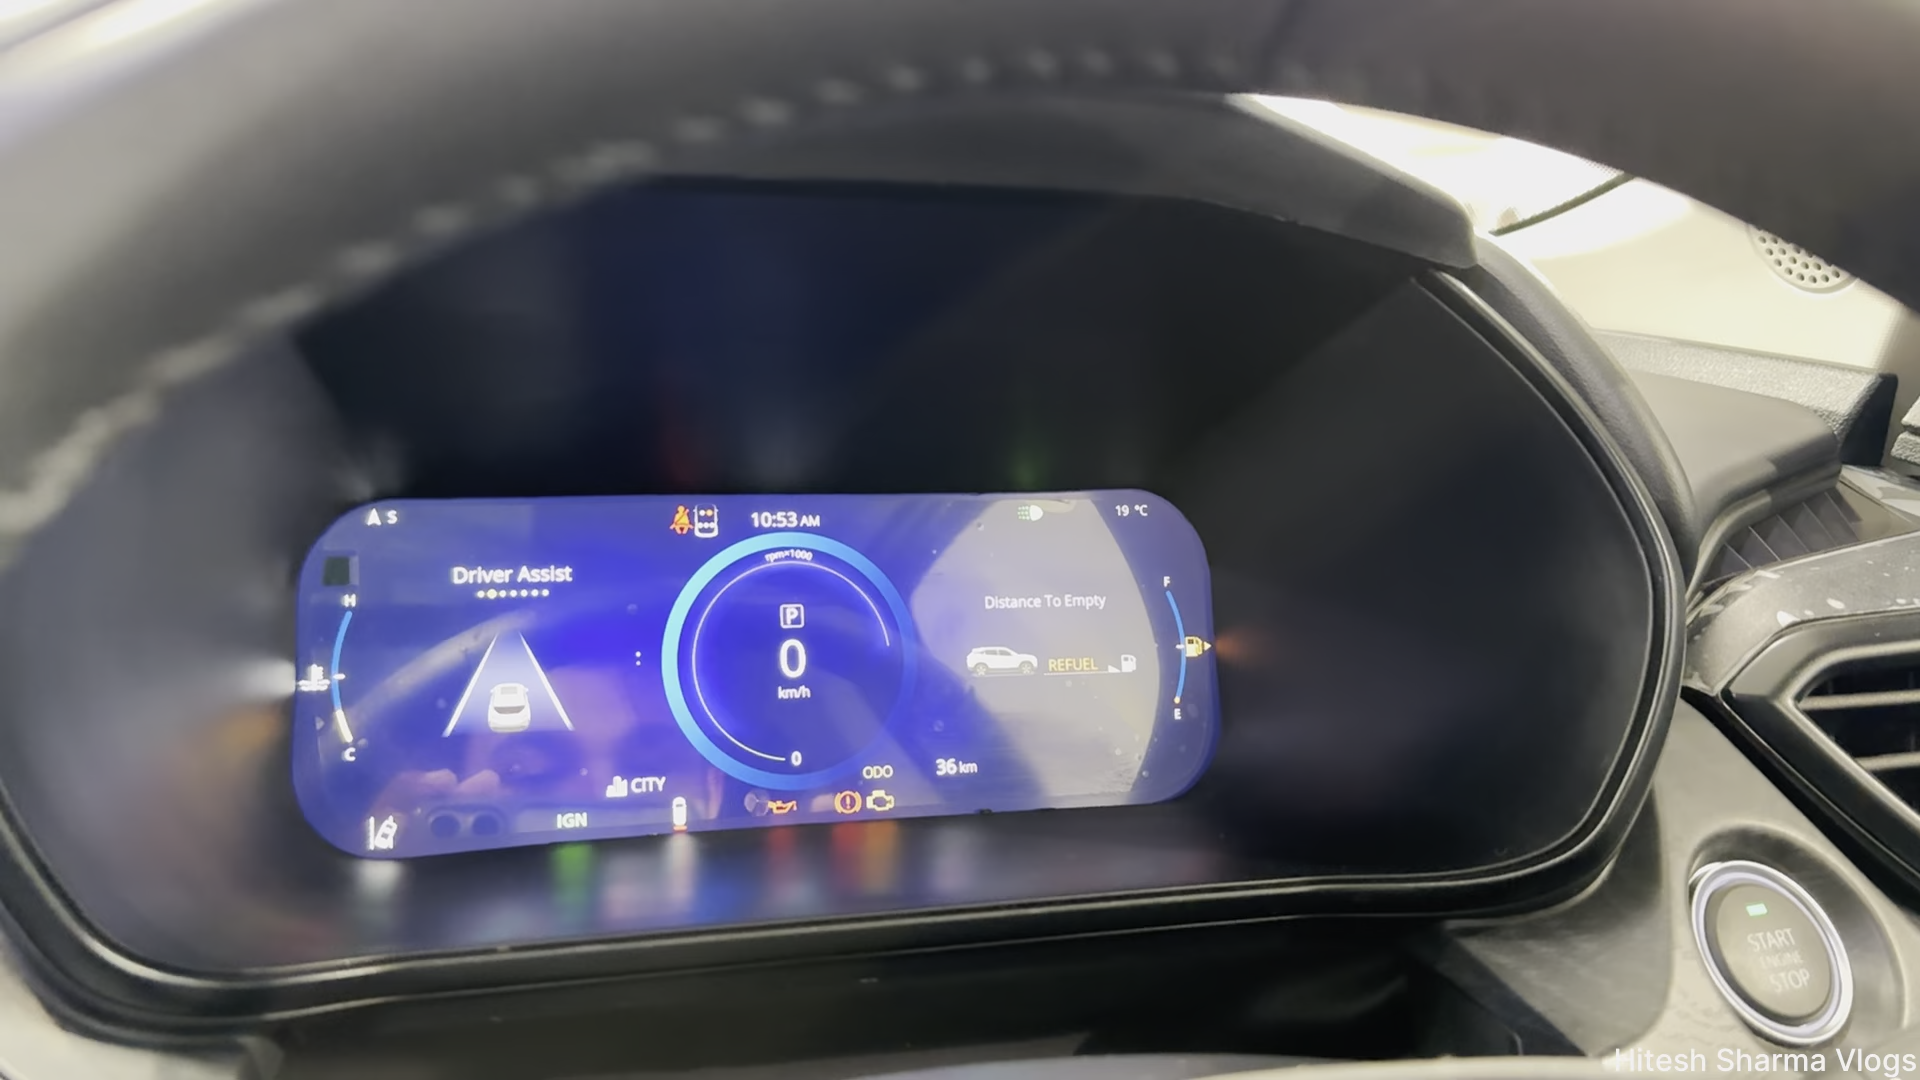 A S
10:53 AM
19 °C
Driver Assist
H
C
rpm×1000
P
0
km/h
0
Distance To Empty
REFUEL
F
E
CITY
IGN
ODO
36 km
START
ENGINE
STOP
Hitesh Sharma Vlogs